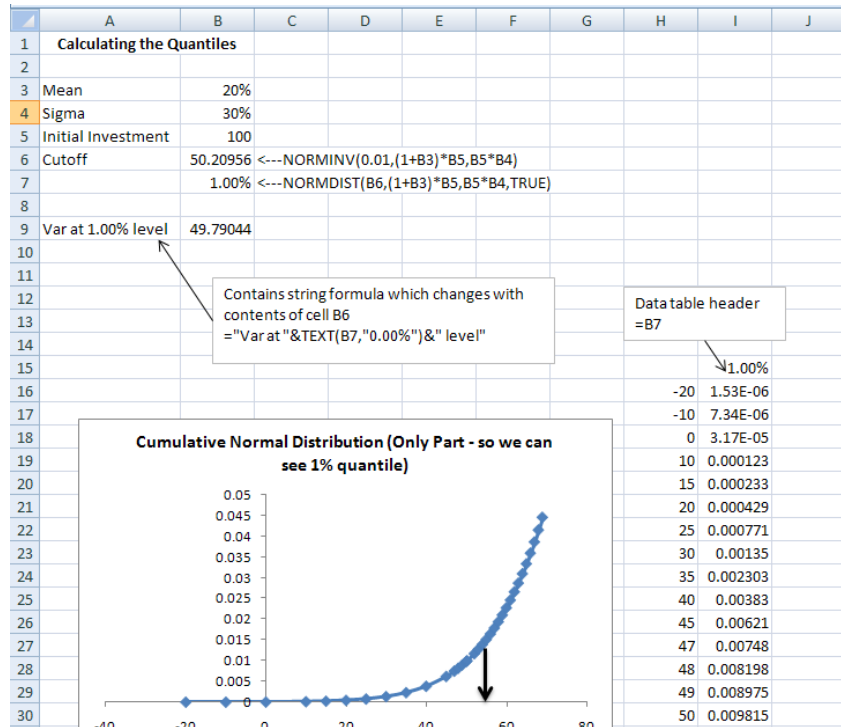 A B C D E F G H I J
1 Calculating the Quantiles
2
3 Mean 20%
4 Sigma 30%
5 Initial Investment 100
6 Cutoff 50.20956 <---NORMINV(0.01,(1+B3)*B5,B5*B4)
7 1.00% <---NORMDIST(B6,(1+B3)*B5,B5*B4,TRUE)
8
9 Var at 1.00% level 49.79044
10
11
12
13
14
Contains string formula which changes with
contents of cell B6
="Var at "&TEXT(B7,"0.00%")&" level"
Data table header
=B7
15 1.00%
16 -20 1.53E-06
17 -10 7.34E-06
18 0 3.17E-05
19 10 0.000123
20 15 0.000233
21 20 0.000429
22 25 0.000771
23 30 0.00135
24 35 0.002303
25 40 0.00383
26 45 0.00621
27 47 0.00748
28 48 0.008198
29 49 0.008975
30 50 0.009815
Cumulative Normal Distribution (Only Part - so we can
see 1% quantile)
0.05
0.045
0.04
0.035
0.03
0.025
0.02
0.015
0.01
0.005
0
-40 -20 0 20 40 60 80